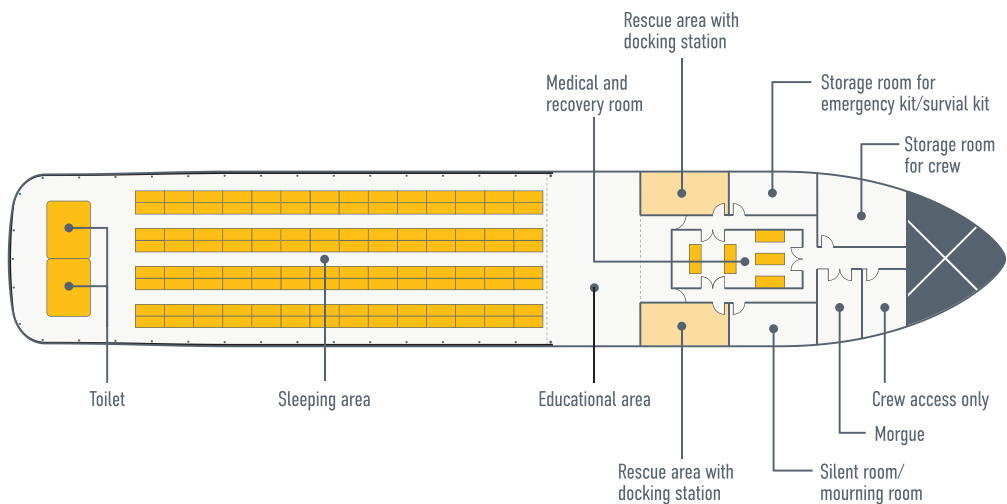 Rescue area with
docking station
Medical and
recovery room
Storage room for
emergency kit/survial kit
Storage room
for crew
Toilet
Sleeping area
Educational area
Crew access only
Morgue
Rescue area with
docking station
Silent room/
mourning room